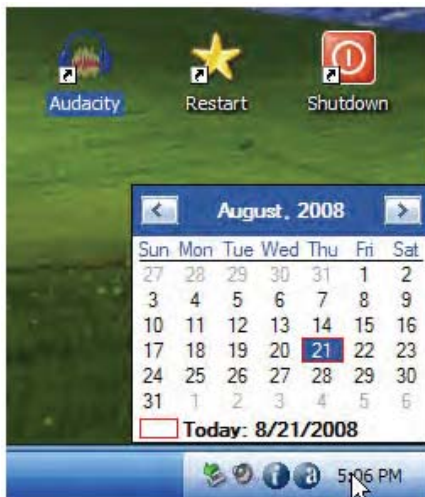 Audacity Restart Shutdown
August, 2008
Sun Mon Tue Wed Thu Fri Sat
27 28 29 30 31 1 2
3 4 5 6 7 8 9
10 11 12 13 14 15 16
17 18 19 20 21 22 23
24 25 26 27 28 29 30
31 1 2 3 4 5 6
Today: 8/21/2008
5:06 PM